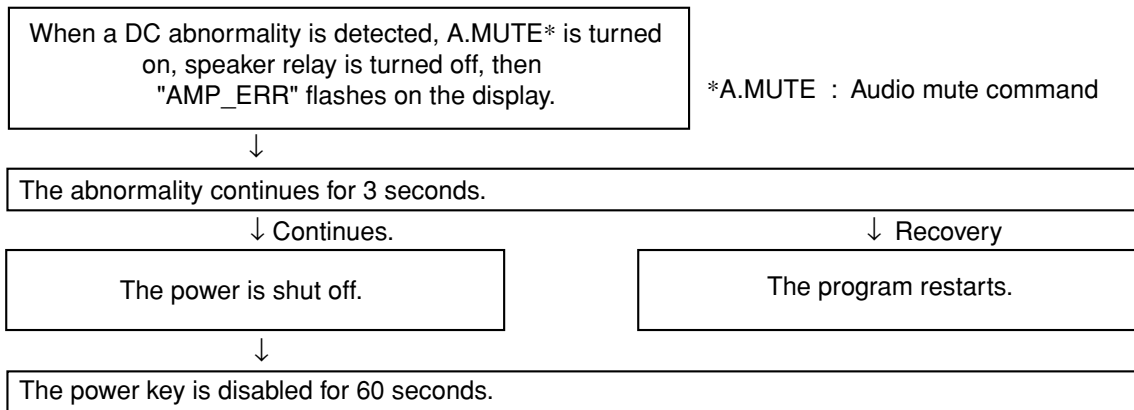 When a DC abnormality is detected, A.MUTE* is turned
on, speaker relay is turned off, then
"AMP_ERR" flashes on the display.
*A.MUTE : Audio mute command
↓
The abnormality continues for 3 seconds.
↓ Continues.
↓ Recovery
The power is shut off.
The program restarts.
↓
The power key is disabled for 60 seconds.